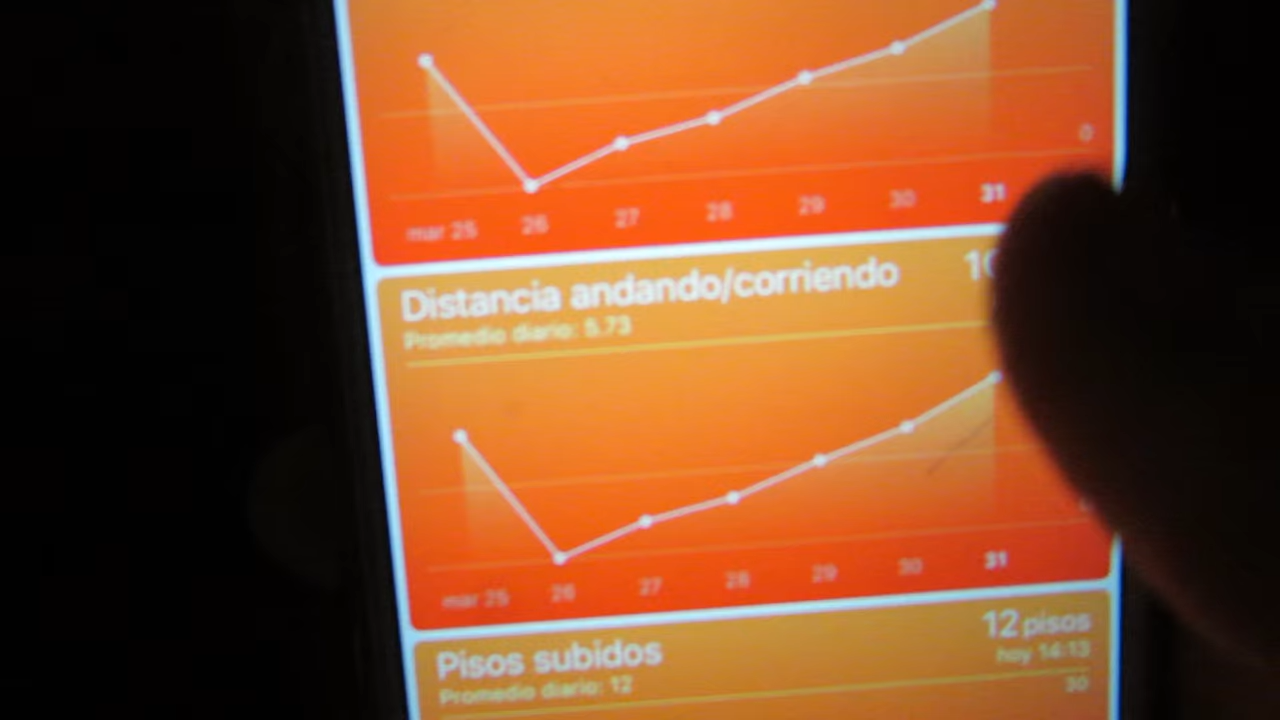 0
mar 25 26 27 28 29 30 31
Distancia andando/corriendo
Promedio diario: 5.73
mar 25 26 27 28 29 30 31
Pisos subidos 12 pisos
Promedio diario: 12 hoy 14:13
30